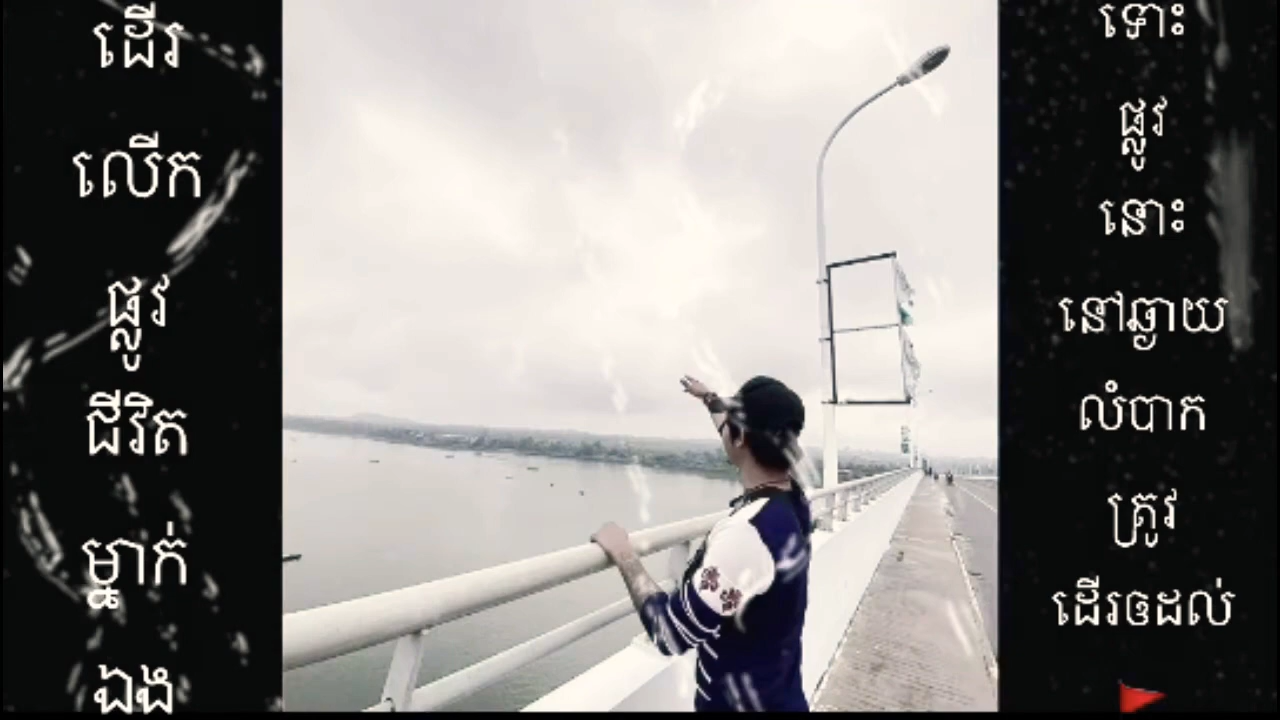 ដើរ
លើក
ផ្លូវ
ជីវិត
ម្នាក់
ឯង
ទោះ
ផ្លូវ
នោះ
នៅឆ្ងាយ
លំបាក
ត្រូវ
ដើរឲដល់